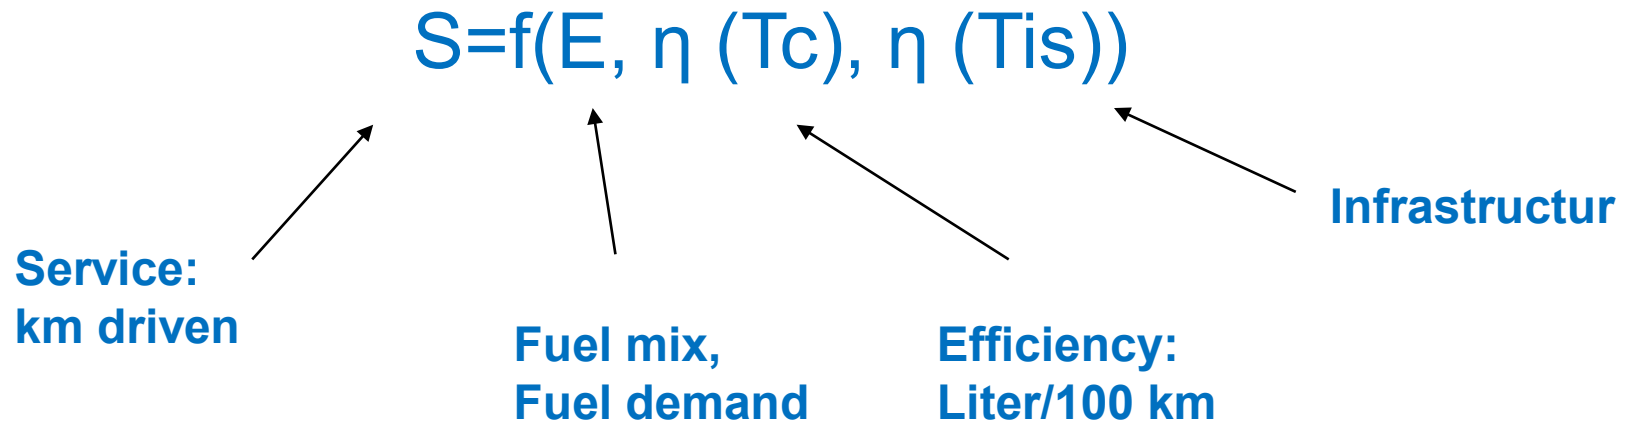 S=f(E, η (Tc), η (Tis))
Service:
km driven
Fuel mix,
Fuel demand
Efficiency:
Liter/100 km
Infrastructur